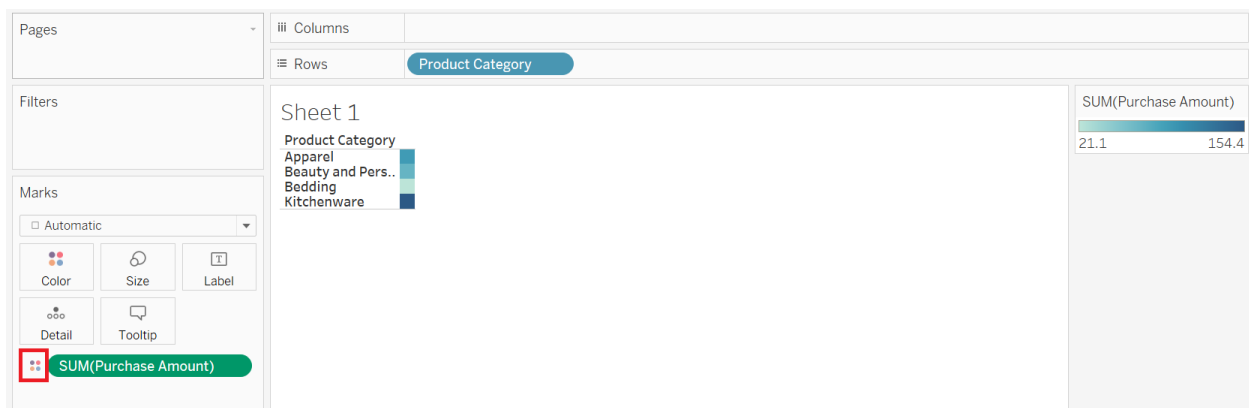 Pages
iii Columns
Rows
Product Category
Filters
Sheet 1
Product Category
Apparel
Beauty and Pers..
Bedding
Kitchenware
SUM(Purchase Amount)
21.1 154.4
Marks
Automatic
Color Size Label
Detail Tooltip
SUM(Purchase Amount)